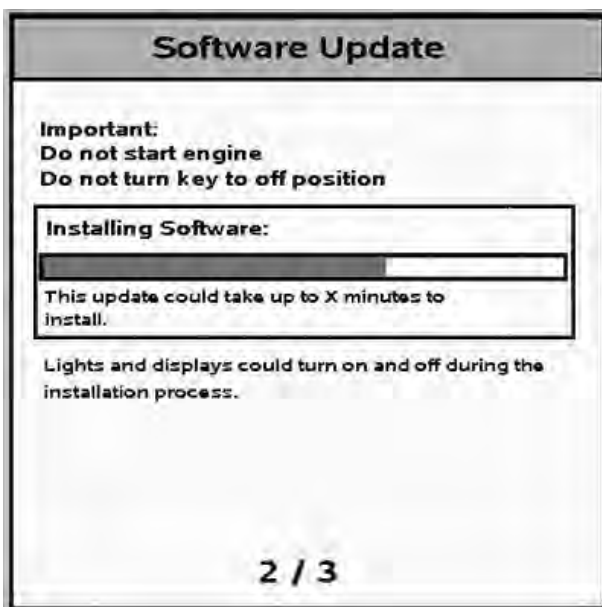 Software Update
Important:
Do not start engine
Do not turn key to off position
Installing Software:
This update could take up to X minutes to
install.
Lights and displays could turn on and off during the
installation process.
2 / 3